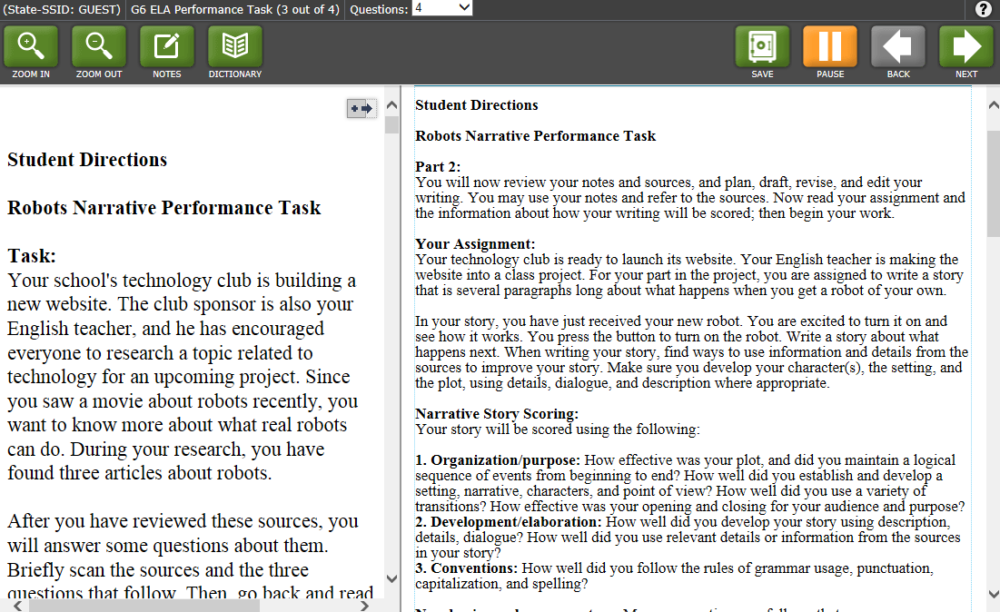 (State-SSID: GUEST) G6 ELA Performance Task (3 out of 4) Questions: 4
ZOOM IN ZOOM OUT NOTES DICTIONARY SAVE PAUSE BACK NEXT
Student Directions
Robots Narrative Performance Task
Task:
Your school's technology club is building a
new website. The club sponsor is also your
English teacher, and he has encouraged
everyone to research a topic related to
technology for an upcoming project. Since
you saw a movie about robots recently, you
want to know more about what real robots
can do. During your research, you have
found three articles about robots.
After you have reviewed these sources, you
will answer some questions about them.
Briefly scan the sources and the three
questions that follow. Then, go back and read
Student Directions
Robots Narrative Performance Task
Part 2:
You will now review your notes and sources, and plan, draft, revise, and edit your
writing. You may use your notes and refer to the sources. Now read your assignment and
the information about how your writing will be scored; then begin your work.
Your Assignment:
Your technology club is ready to launch its website. Your English teacher is making the
website into a class project. For your part in the project, you are assigned to write a story
that is several paragraphs long about what happens when you get a robot of your own.
In your story, you have just received your new robot. You are excited to turn it on and
see how it works. You press the button to turn on the robot. Write a story about what
happens next. When writing your story, find ways to use information and details from the
sources to improve your story. Make sure you develop your character(s), the setting, and
the plot, using details, dialogue, and description where appropriate.
Narrative Story Scoring:
Your story will be scored using the following:
1. Organization/purpose: How effective was your plot, and did you maintain a logical
sequence of events from beginning to end? How well did you establish and develop a
setting, narrative, characters, and point of view? How well did you use a variety of
transitions? How effective was your opening and closing for your audience and purpose?
2. Development/elaboration: How well did you develop your story using description,
details, dialogue? How well did you use relevant details or information from the sources
in your story?
3. Conventions: How well did you follow the rules of grammar usage, punctuation,
capitalization, and spelling?